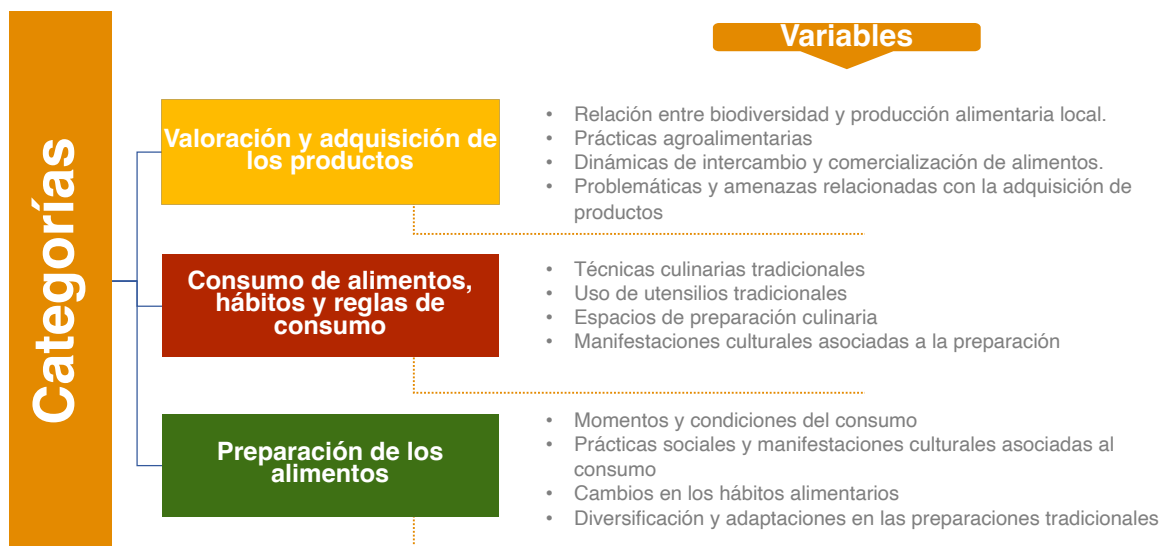 Categorías
Variables
Valoración y adquisición de
los productos
• Relación entre biodiversidad y producción alimentaria local.
• Prácticas agroalimentarias
• Dinámicas de intercambio y comercialización de alimentos.
• Problemáticas y amenazas relacionadas con la adquisición de
productos
Consumo de alimentos,
hábitos y reglas de
consumo
• Técnicas culinarias tradicionales
• Uso de utensilios tradicionales
• Espacios de preparación culinaria
• Manifestaciones culturales asociadas a la preparación
Preparación de los
alimentos
• Momentos y condiciones del consumo
• Prácticas sociales y manifestaciones culturales asociadas al
consumo
• Cambios en los hábitos alimentarios
• Diversificación y adaptaciones en las preparaciones tradicionales